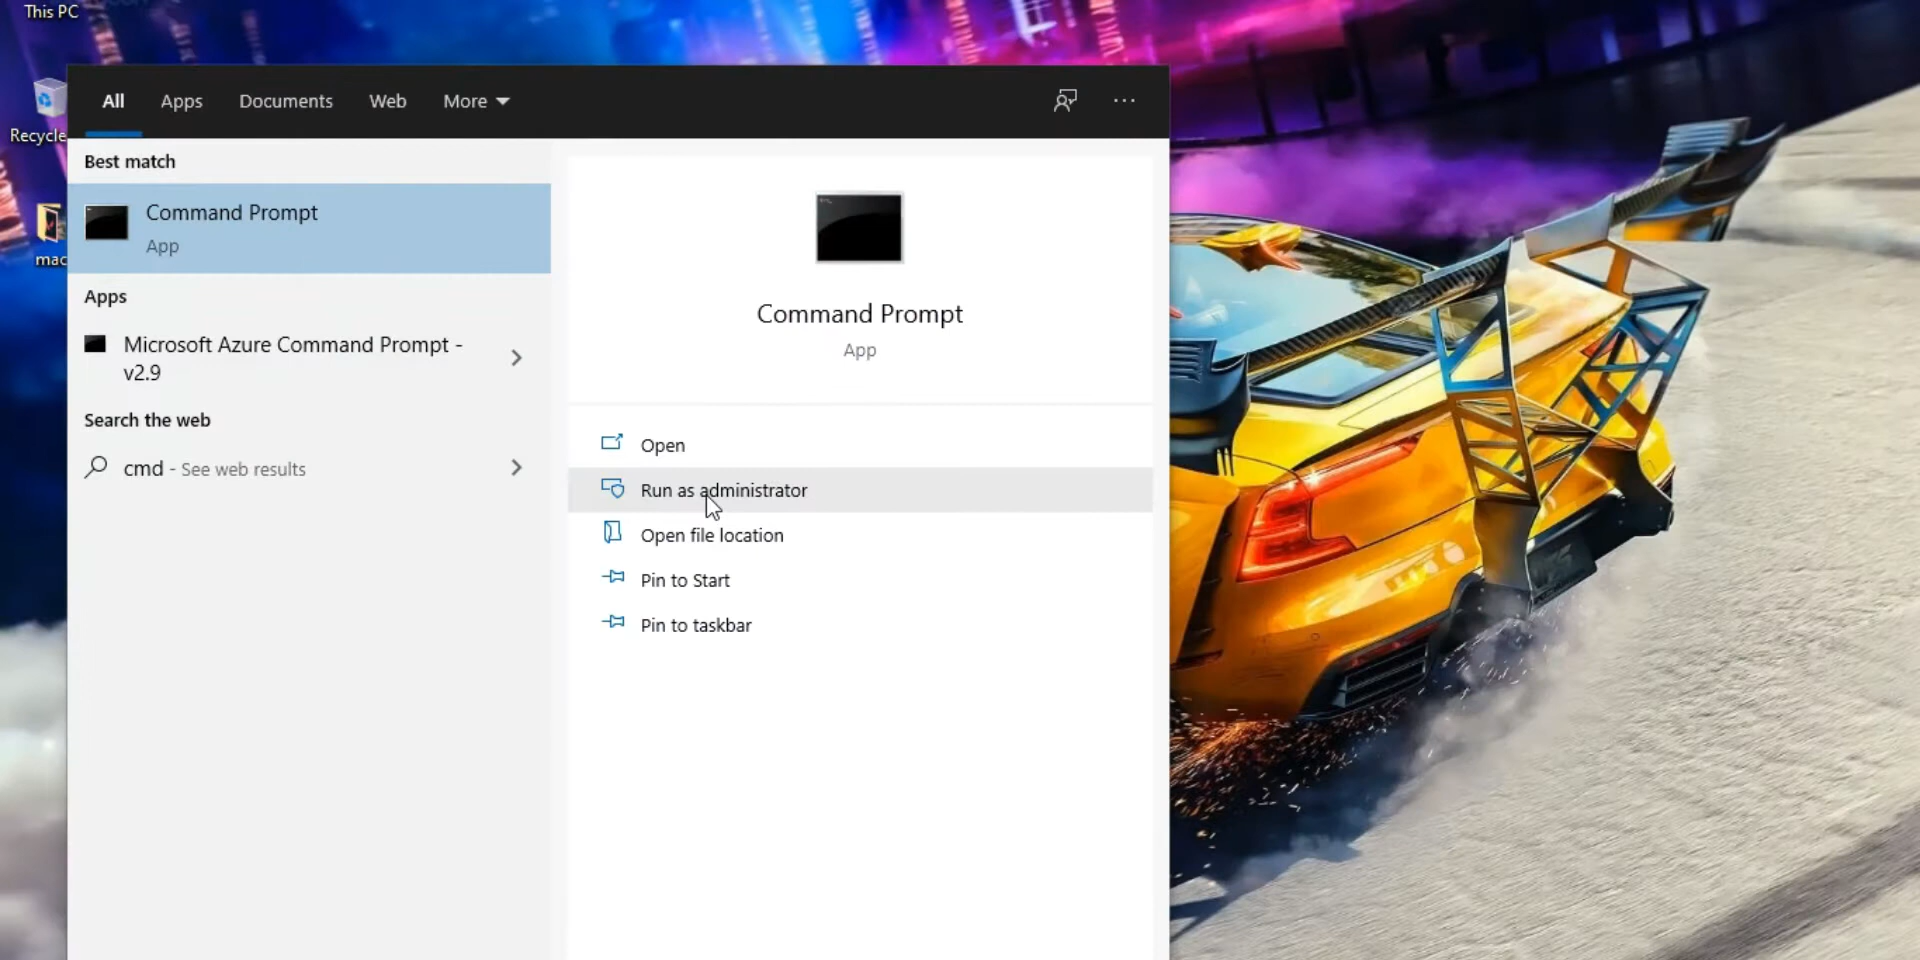 This PC
Recycle
mac
All Apps Documents Web More
Best match
Command Prompt
App
Apps
Microsoft Azure Command Prompt -
v2.9
Search the web
cmd - See web results
Command Prompt
App
Open
Run as administrator
Open file location
Pin to Start
Pin to taskbar